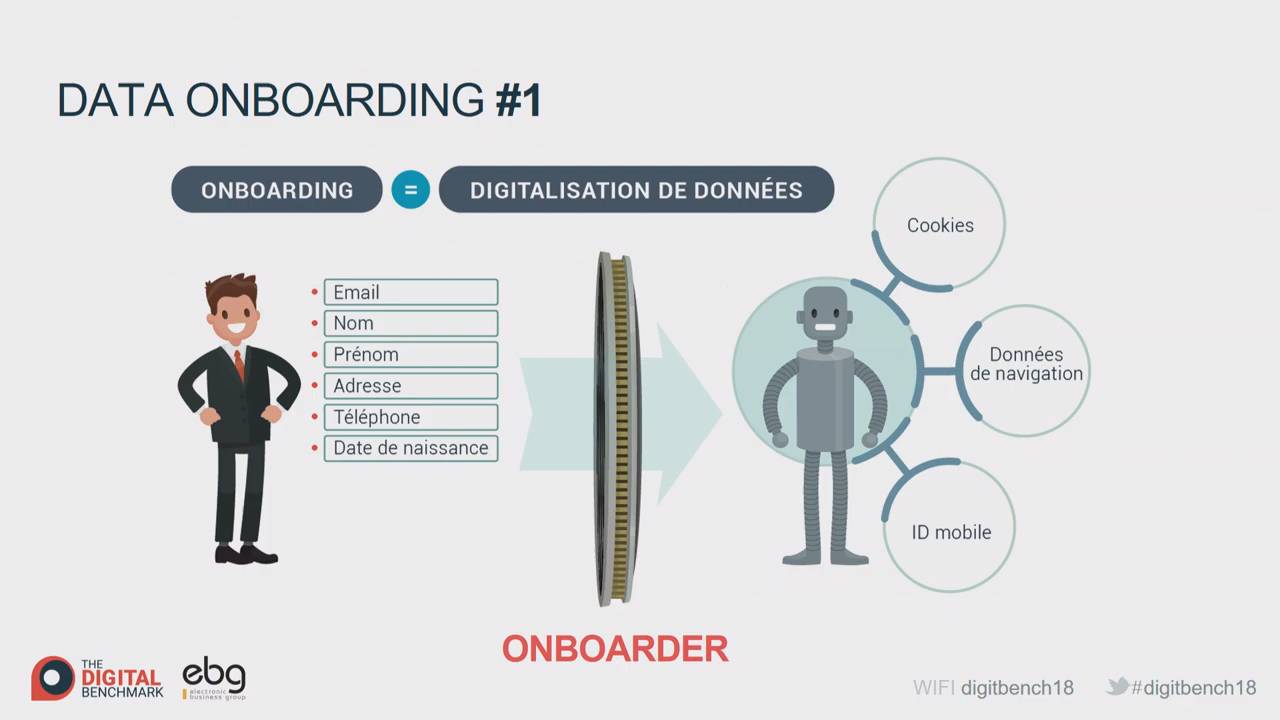 DATA ONBOARDING #1
ONBOARDING = DIGITALISATION DE DONNÉES
Cookies
Email
Nom
Prénom
Adresse
Téléphone
Date de naissance
Données
de navigation
ID mobile
ONBOARDER
THE
DIGITAL
BENCHMARK
ebg
electronic
business group
WIFI digitbench18
#digitbench18